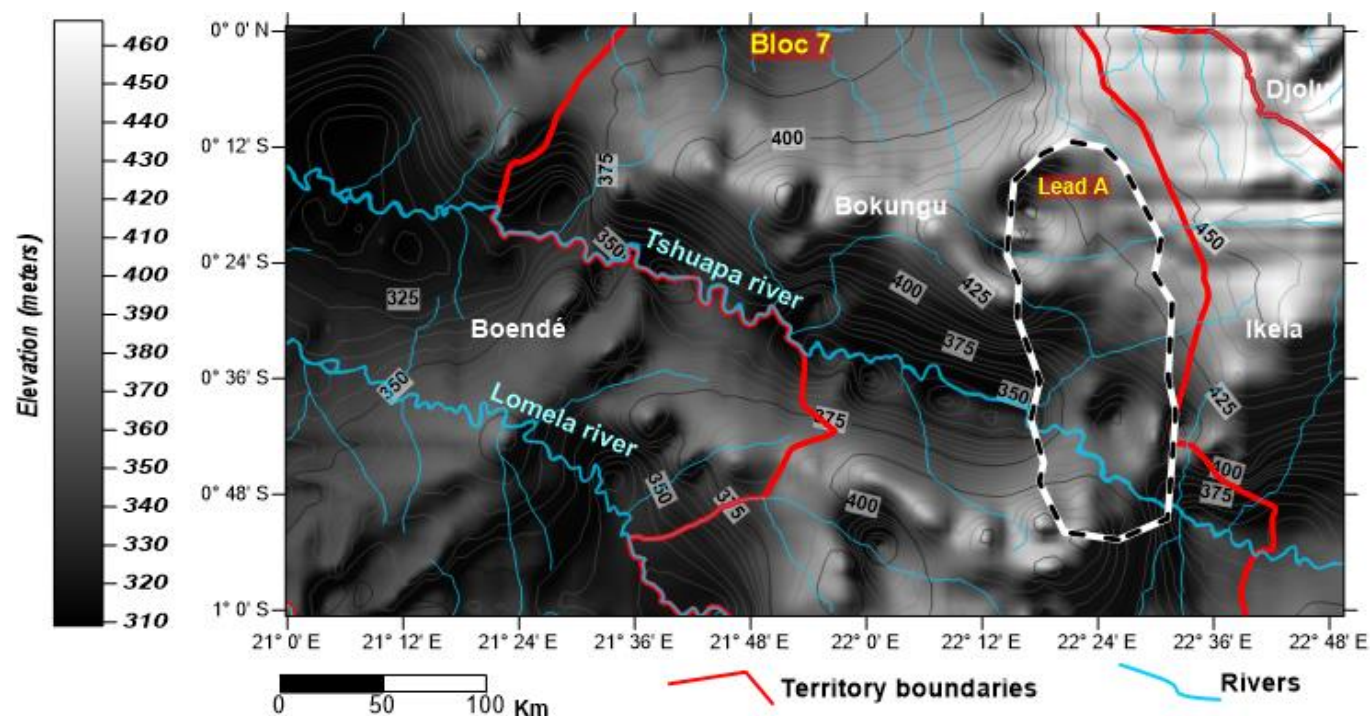 Elevation (meters)
460
450
440
430
420
410
400
390
380
370
360
350
340
330
320
310
0° 0' N
0° 12' S
0° 24' S
0° 36' S
0° 48' S
1° 0' S
Bloc 7
Djolu
400
375
Lead A
Bokungu
450
350
Tshuapa river
400
425
325
Boendé
375
Ikela
350
350
425
Lomela river
375
400
350
375
400
375
21° 0' E
21° 12' E
21° 24' E
21° 36' E
21° 48' E
22° 0' E
22° 12' E
22° 24' E
22° 36' E
22° 48' E
0
50
100
Km
Territory boundaries
Rivers